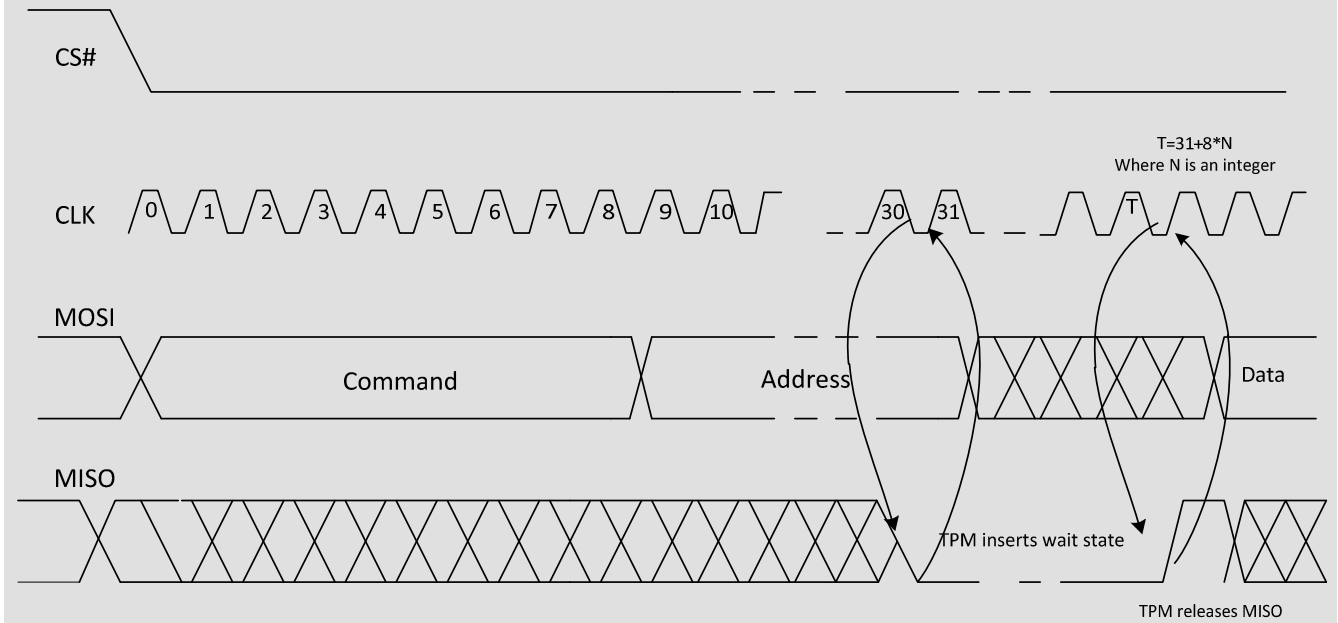 CS#
T=31+8*N
Where N is an integer
CLK
0 1 2 3 4 5 6 7 8 9 10 30 31 T
MOSI
Command Address Data
MISO
TPM inserts wait state
TPM releases MISO